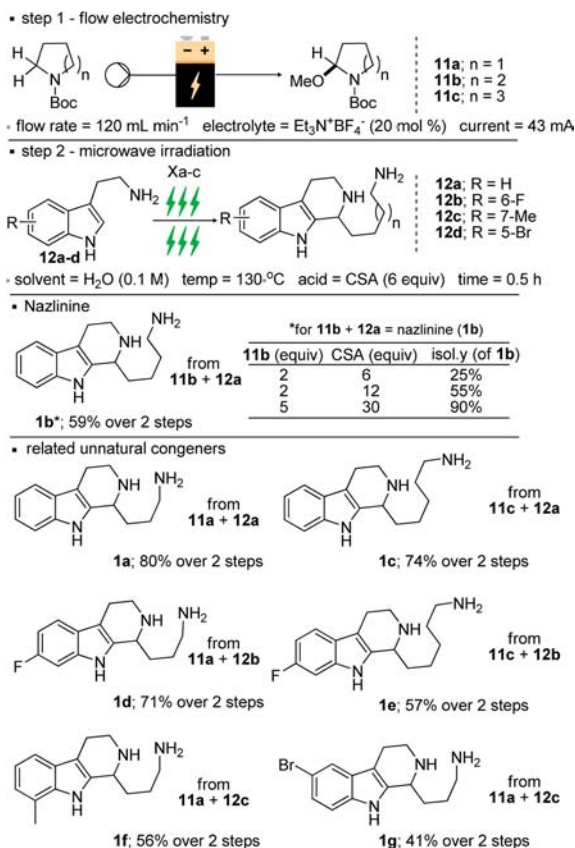 ▪ step 1 - flow electrochemistry
H
H
N
Boc
n
− +
MeO
N
Boc
n
11a; n = 1
11b; n = 2
11c; n = 3
▫ flow rate = 120 mL min-1 electrolyte = Et3N+BF4- (20 mol %) current = 43 mA
▪ step 2 - microwave irradiation
R
NH2
N
H
12a-d
Xa-c
R
NH2
NH
N
H
n
12a; R = H
12b; R = 6-F
12c; R = 7-Me
12d; R = 5-Br
▫ solvent = H2O (0.1 M) temp = 130-oC acid = CSA (6 equiv) time = 0.5 h
▪ Nazlinine
NH2
NH
N
H
from
11b + 12a
1b*; 59% over 2 steps
*for 11b + 12a = nazlinine (1b)
11b (equiv) CSA (equiv) isol.y (of 1b)
2 6 25%
2 12 55%
5 30 90%
▪ related unnatural congeners
NH2
NH
N
H
from
11a + 12a
1a; 80% over 2 steps
NH2
NH
N
H
from
11c + 12a
1c; 74% over 2 steps
NH2
NH
F
N
H
from
11a + 12b
1d; 71% over 2 steps
NH2
NH
F
N
H
from
11c + 12b
1e; 57% over 2 steps
NH2
NH
N
H
from
11a + 12c
1f; 56% over 2 steps
Br
NH2
NH
N
H
from
11a + 12c
1g; 41% over 2 steps